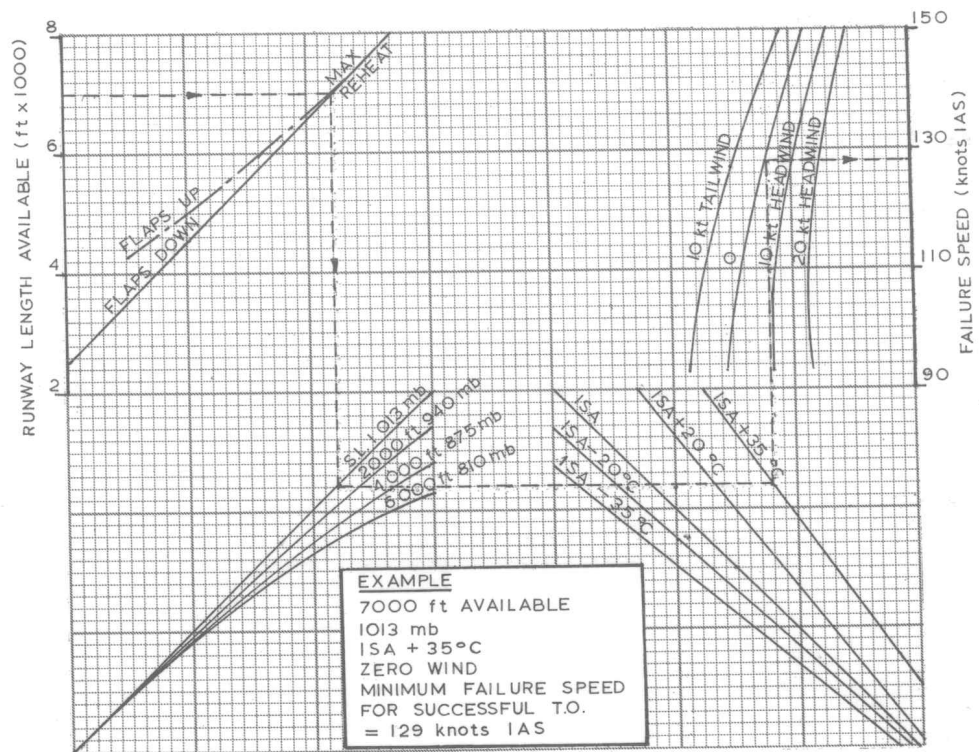 8
6
4
2
RUNWAY LENGTH AVAILABLE (ft x 1000)
150
130
110
90
FAILURE SPEED (knots IAS)
MAX
REHEAT
FLAPS UP
FLAPS DOWN
10 kt TAILWIND
0
10 kt HEADWIND
20 kt HEADWIND
S.L. 1013 mb
2000 ft 940 mb
4000 ft 875 mb
6000 ft 810 mb
ISA
ISA-20°C
ISA-35°C
ISA+20°C
ISA+35°C
EXAMPLE
7000 ft AVAILABLE
1013 mb
ISA + 35°C
ZERO WIND
MINIMUM FAILURE SPEED
FOR SUCCESSFUL T.O.
= 129 knots IAS